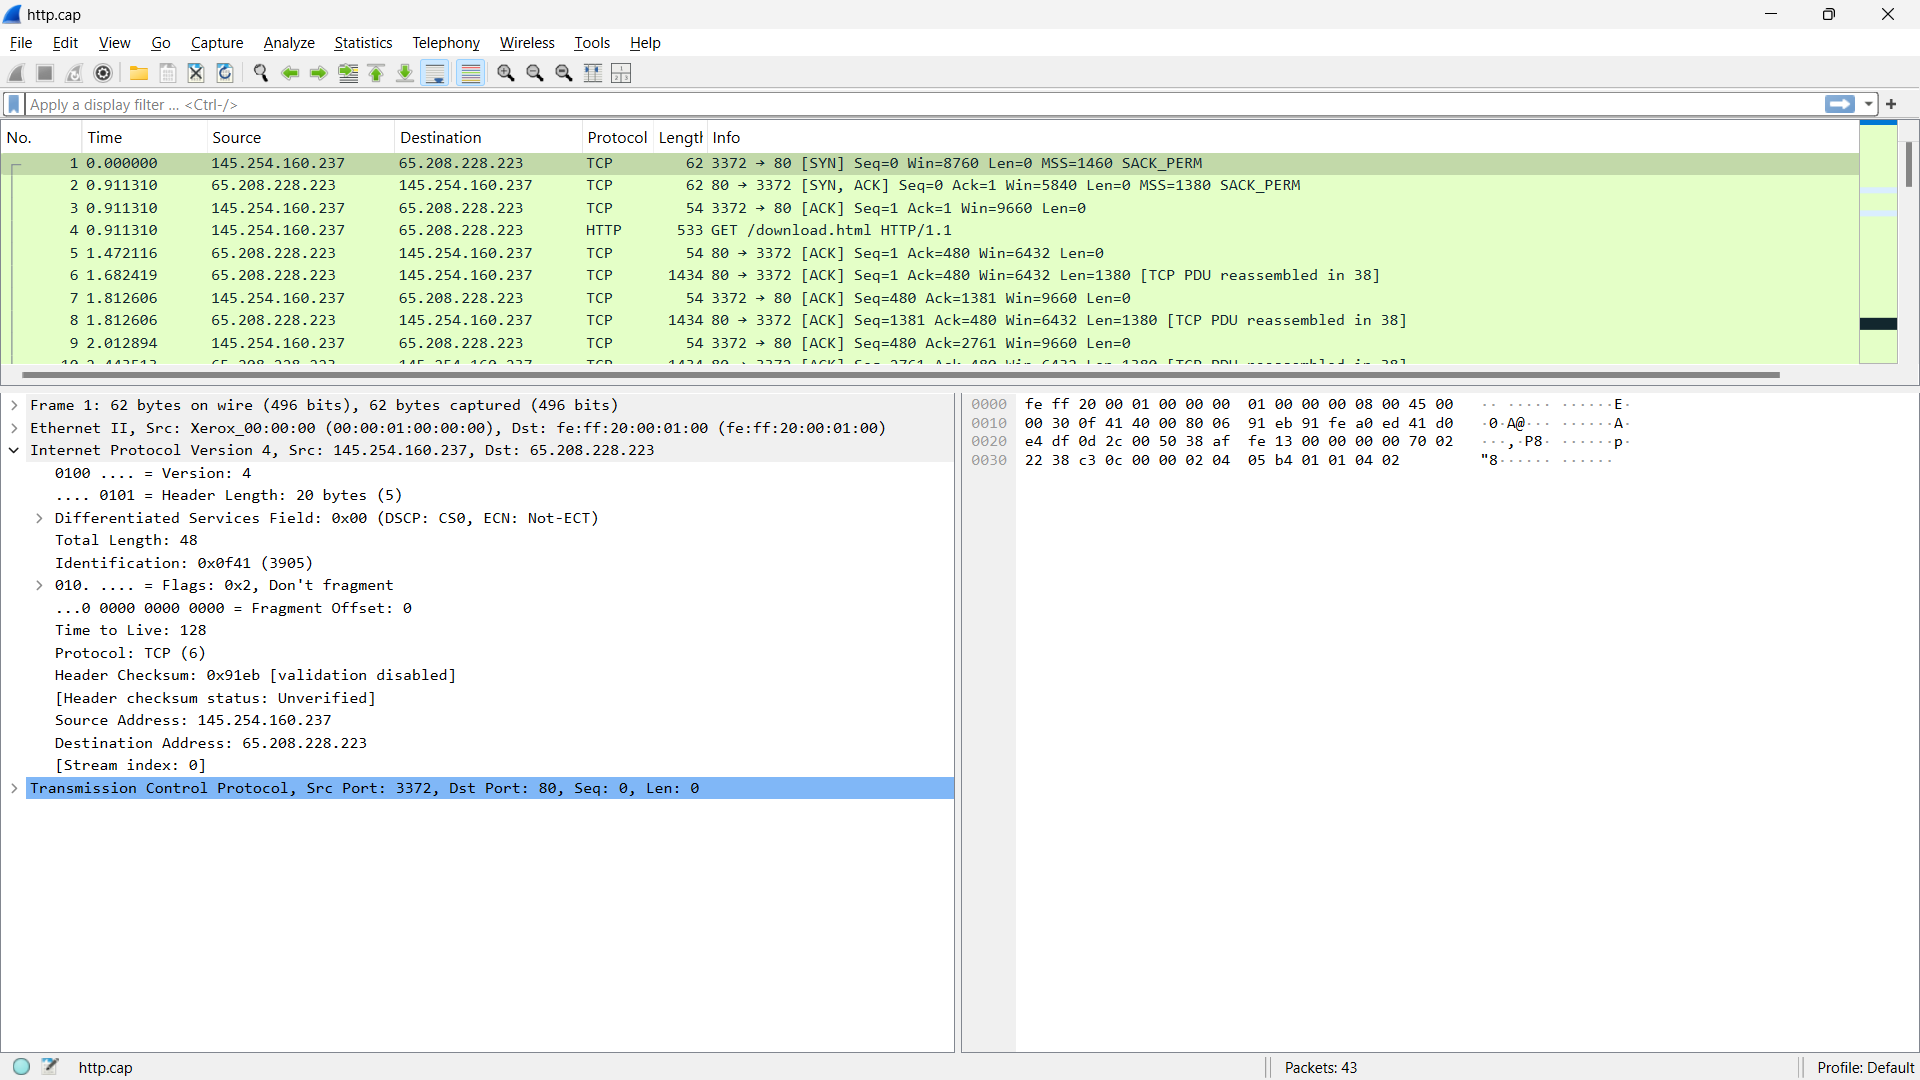 http.cap
File Edit View Go Capture Analyze Statistics Telephony Wireless Tools Help
Apply a display filter ... <Ctrl-/>
No. Time Source Destination Protocol Length Info
1 0.000000 145.254.160.237 65.208.228.223 TCP 62 3372 → 80 [SYN] Seq=0 Win=8760 Len=0 MSS=1460 SACK_PERM
2 0.911310 65.208.228.223 145.254.160.237 TCP 62 80 → 3372 [SYN, ACK] Seq=0 Ack=1 Win=5840 Len=0 MSS=1380 SACK_PERM
3 0.911310 145.254.160.237 65.208.228.223 TCP 54 3372 → 80 [ACK] Seq=1 Ack=1 Win=9660 Len=0
4 0.911310 145.254.160.237 65.208.228.223 HTTP 533 GET /download.html HTTP/1.1
5 1.472116 65.208.228.223 145.254.160.237 TCP 54 80 → 3372 [ACK] Seq=1 Ack=480 Win=6432 Len=0
6 1.682419 65.208.228.223 145.254.160.237 TCP 1434 80 → 3372 [ACK] Seq=1 Ack=480 Win=6432 Len=1380 [TCP PDU reassembled in 38]
7 1.812606 145.254.160.237 65.208.228.223 TCP 54 3372 → 80 [ACK] Seq=480 Ack=1381 Win=9660 Len=0
8 1.812606 65.208.228.223 145.254.160.237 TCP 1434 80 → 3372 [ACK] Seq=1381 Ack=480 Win=6432 Len=1380 [TCP PDU reassembled in 38]
9 2.012894 145.254.160.237 65.208.228.223 TCP 54 3372 → 80 [ACK] Seq=480 Ack=2761 Win=9660 Len=0
Frame 1: 62 bytes on wire (496 bits), 62 bytes captured (496 bits)
Ethernet II, Src: Xerox_00:00:00 (00:00:01:00:00:00), Dst: fe:ff:20:00:01:00 (fe:ff:20:00:01:00)
Internet Protocol Version 4, Src: 145.254.160.237, Dst: 65.208.228.223
0100 .... = Version: 4
.... 0101 = Header Length: 20 bytes (5)
Differentiated Services Field: 0x00 (DSCP: CS0, ECN: Not-ECT)
Total Length: 48
Identification: 0x0f41 (3905)
010. .... = Flags: 0x2, Don't fragment
...0 0000 0000 0000 = Fragment Offset: 0
Time to Live: 128
Protocol: TCP (6)
Header Checksum: 0x91eb [validation disabled]
[Header checksum status: Unverified]
Source Address: 145.254.160.237
Destination Address: 65.208.228.223
[Stream index: 0]
Transmission Control Protocol, Src Port: 3372, Dst Port: 80, Seq: 0, Len: 0
0000 fe ff 20 00 01 00 00 00 01 00 00 00 08 00 45 00 ·· ····· ······E·
0010 00 30 0f 41 40 00 80 06 91 eb 91 fe a0 ed 41 d0 ·0·A@··· ······A·
0020 e4 df 0d 2c 00 50 38 af fe 13 00 00 00 00 70 02 ···,·P8· ······p·
0030 22 38 c3 0c 00 00 02 04 05 b4 01 01 04 02 "8······ ······
http.cap
Packets: 43
Profile: Default